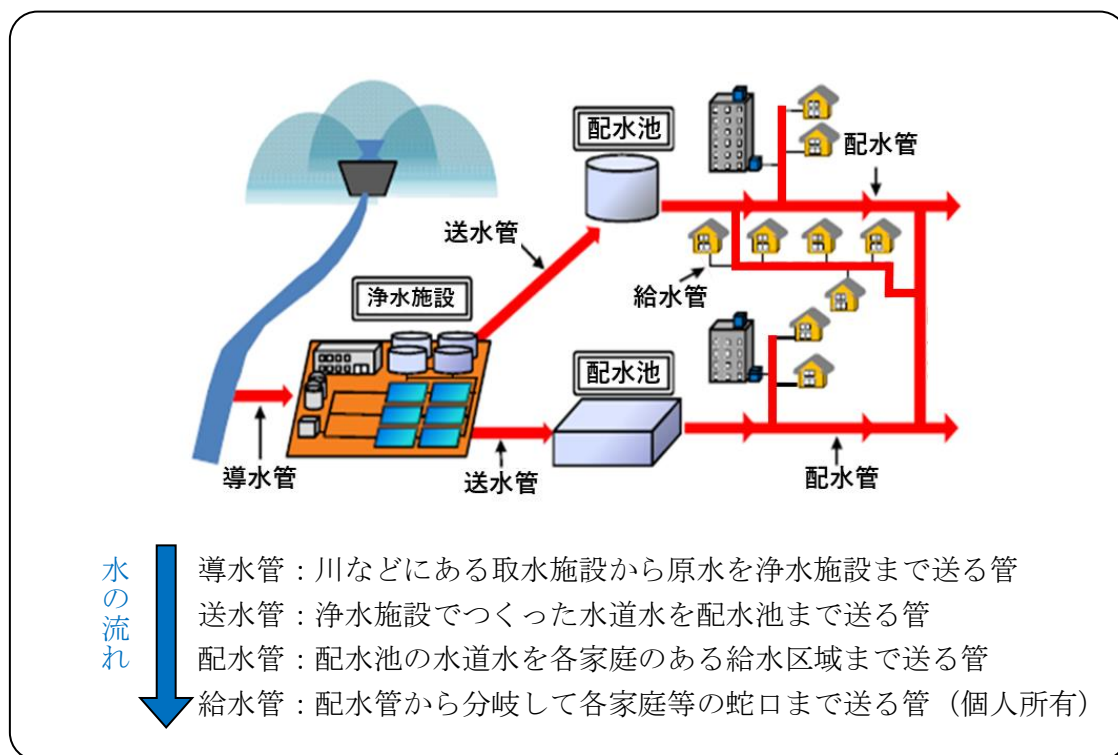 配水池
配水管
送水管
浄水施設
給水管
配水池
導水管
送水管
配水管
水の流れ
導水管：川などにある取水施設から原水を浄水施設まで送る管
送水管：浄水施設でつくった水道水を配水池まで送る管
配水管：配水池の水道水を各家庭のある給水区域まで送る管
給水管：配水管から分岐して各家庭等の蛇口まで送る管（個人所有）